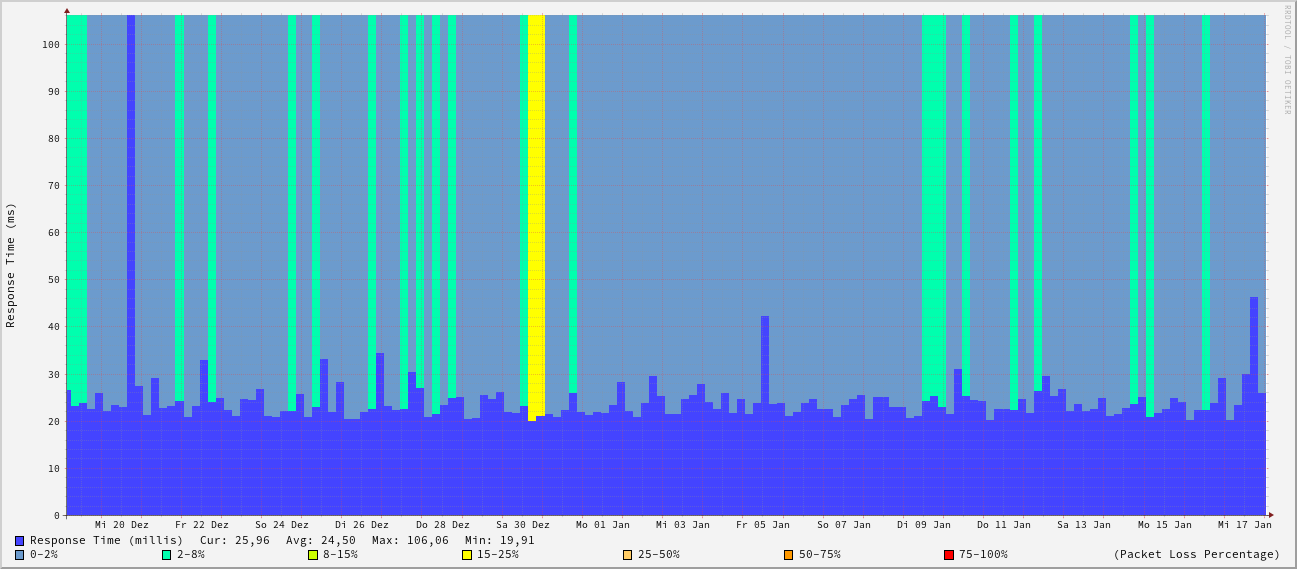 RRDTOOL / TOBI OETIKER
Response Time (ms)
100
90
80
70
60
50
40
30
20
10
0
Mi 20 Dez Fr 22 Dez So 24 Dez Di 26 Dez Do 28 Dez Sa 30 Dez Mo 01 Jan Mi 03 Jan Fr 05 Jan So 07 Jan Di 09 Jan Do 11 Jan Sa 13 Jan Mo 15 Jan Mi 17 Jan
Response Time (millis) Cur: 25,96 Avg: 24,50 Max: 106,06 Min: 19,91
0-2% 2-8% 8-15% 15-25% 25-50% 50-75% 75-100% (Packet Loss Percentage)